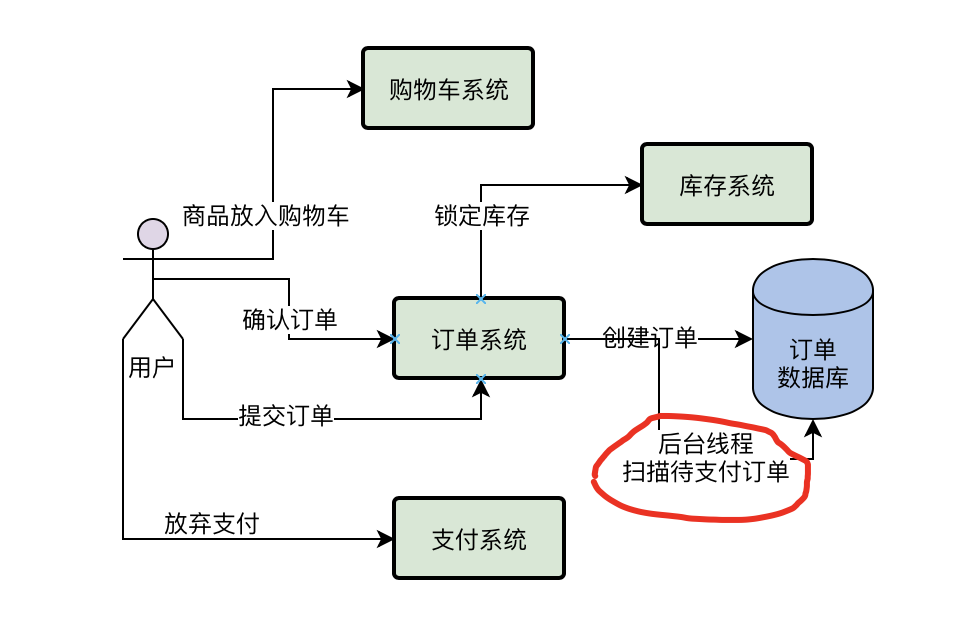 购物车系统
库存系统
商品放入购物车
锁定库存
确认订单
订单系统
创建订单
订单
数据库
用户
提交订单
后台线程
扫描待支付订单
放弃支付
支付系统